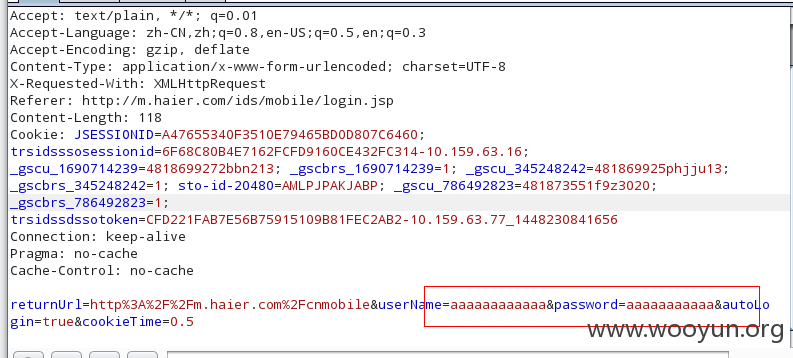 Accept: text/plain, */*; q=0.01
Accept-Language: zh-CN,zh;q=0.8,en-US;q=0.5,en;q=0.3
Accept-Encoding: gzip, deflate
Content-Type: application/x-www-form-urlencoded; charset=UTF-8
X-Requested-With: XMLHttpRequest
Referer: http://m.haier.com/ids/mobile/login.jsp
Content-Length: 118
Cookie: JSESSIONID=A47655340F3510E79465BD0D807C6460;
trsidsssosessionid=6F68C80B4E7162FCFD9160CE432FC314-10.159.63.16;
_gscu_1690714239=4818699272bbn213; _gscbrs_1690714239=1; _gscu_345248242=481869925phjju13;
_gscbrs_345248242=1; sto-id-20480=AMLPJPAKJABP; _gscu_786492823=481873551f9z3020;
_gscbrs_786492823=1;
trsidssdssotoken=CFD221FAB7E56B75915109B81FEC2AB2-10.159.63.77_1448230841656
Connection: keep-alive
Pragma: no-cache
Cache-Control: no-cache
returnUrl=http%3A%2F%2Fm.haier.com%2Fcnmobile&userName=aaaaaaaaaaaa&password=aaaaaaaaaaa&autoLo
gin=true&cookieTime=0.5
www.wooyun.org